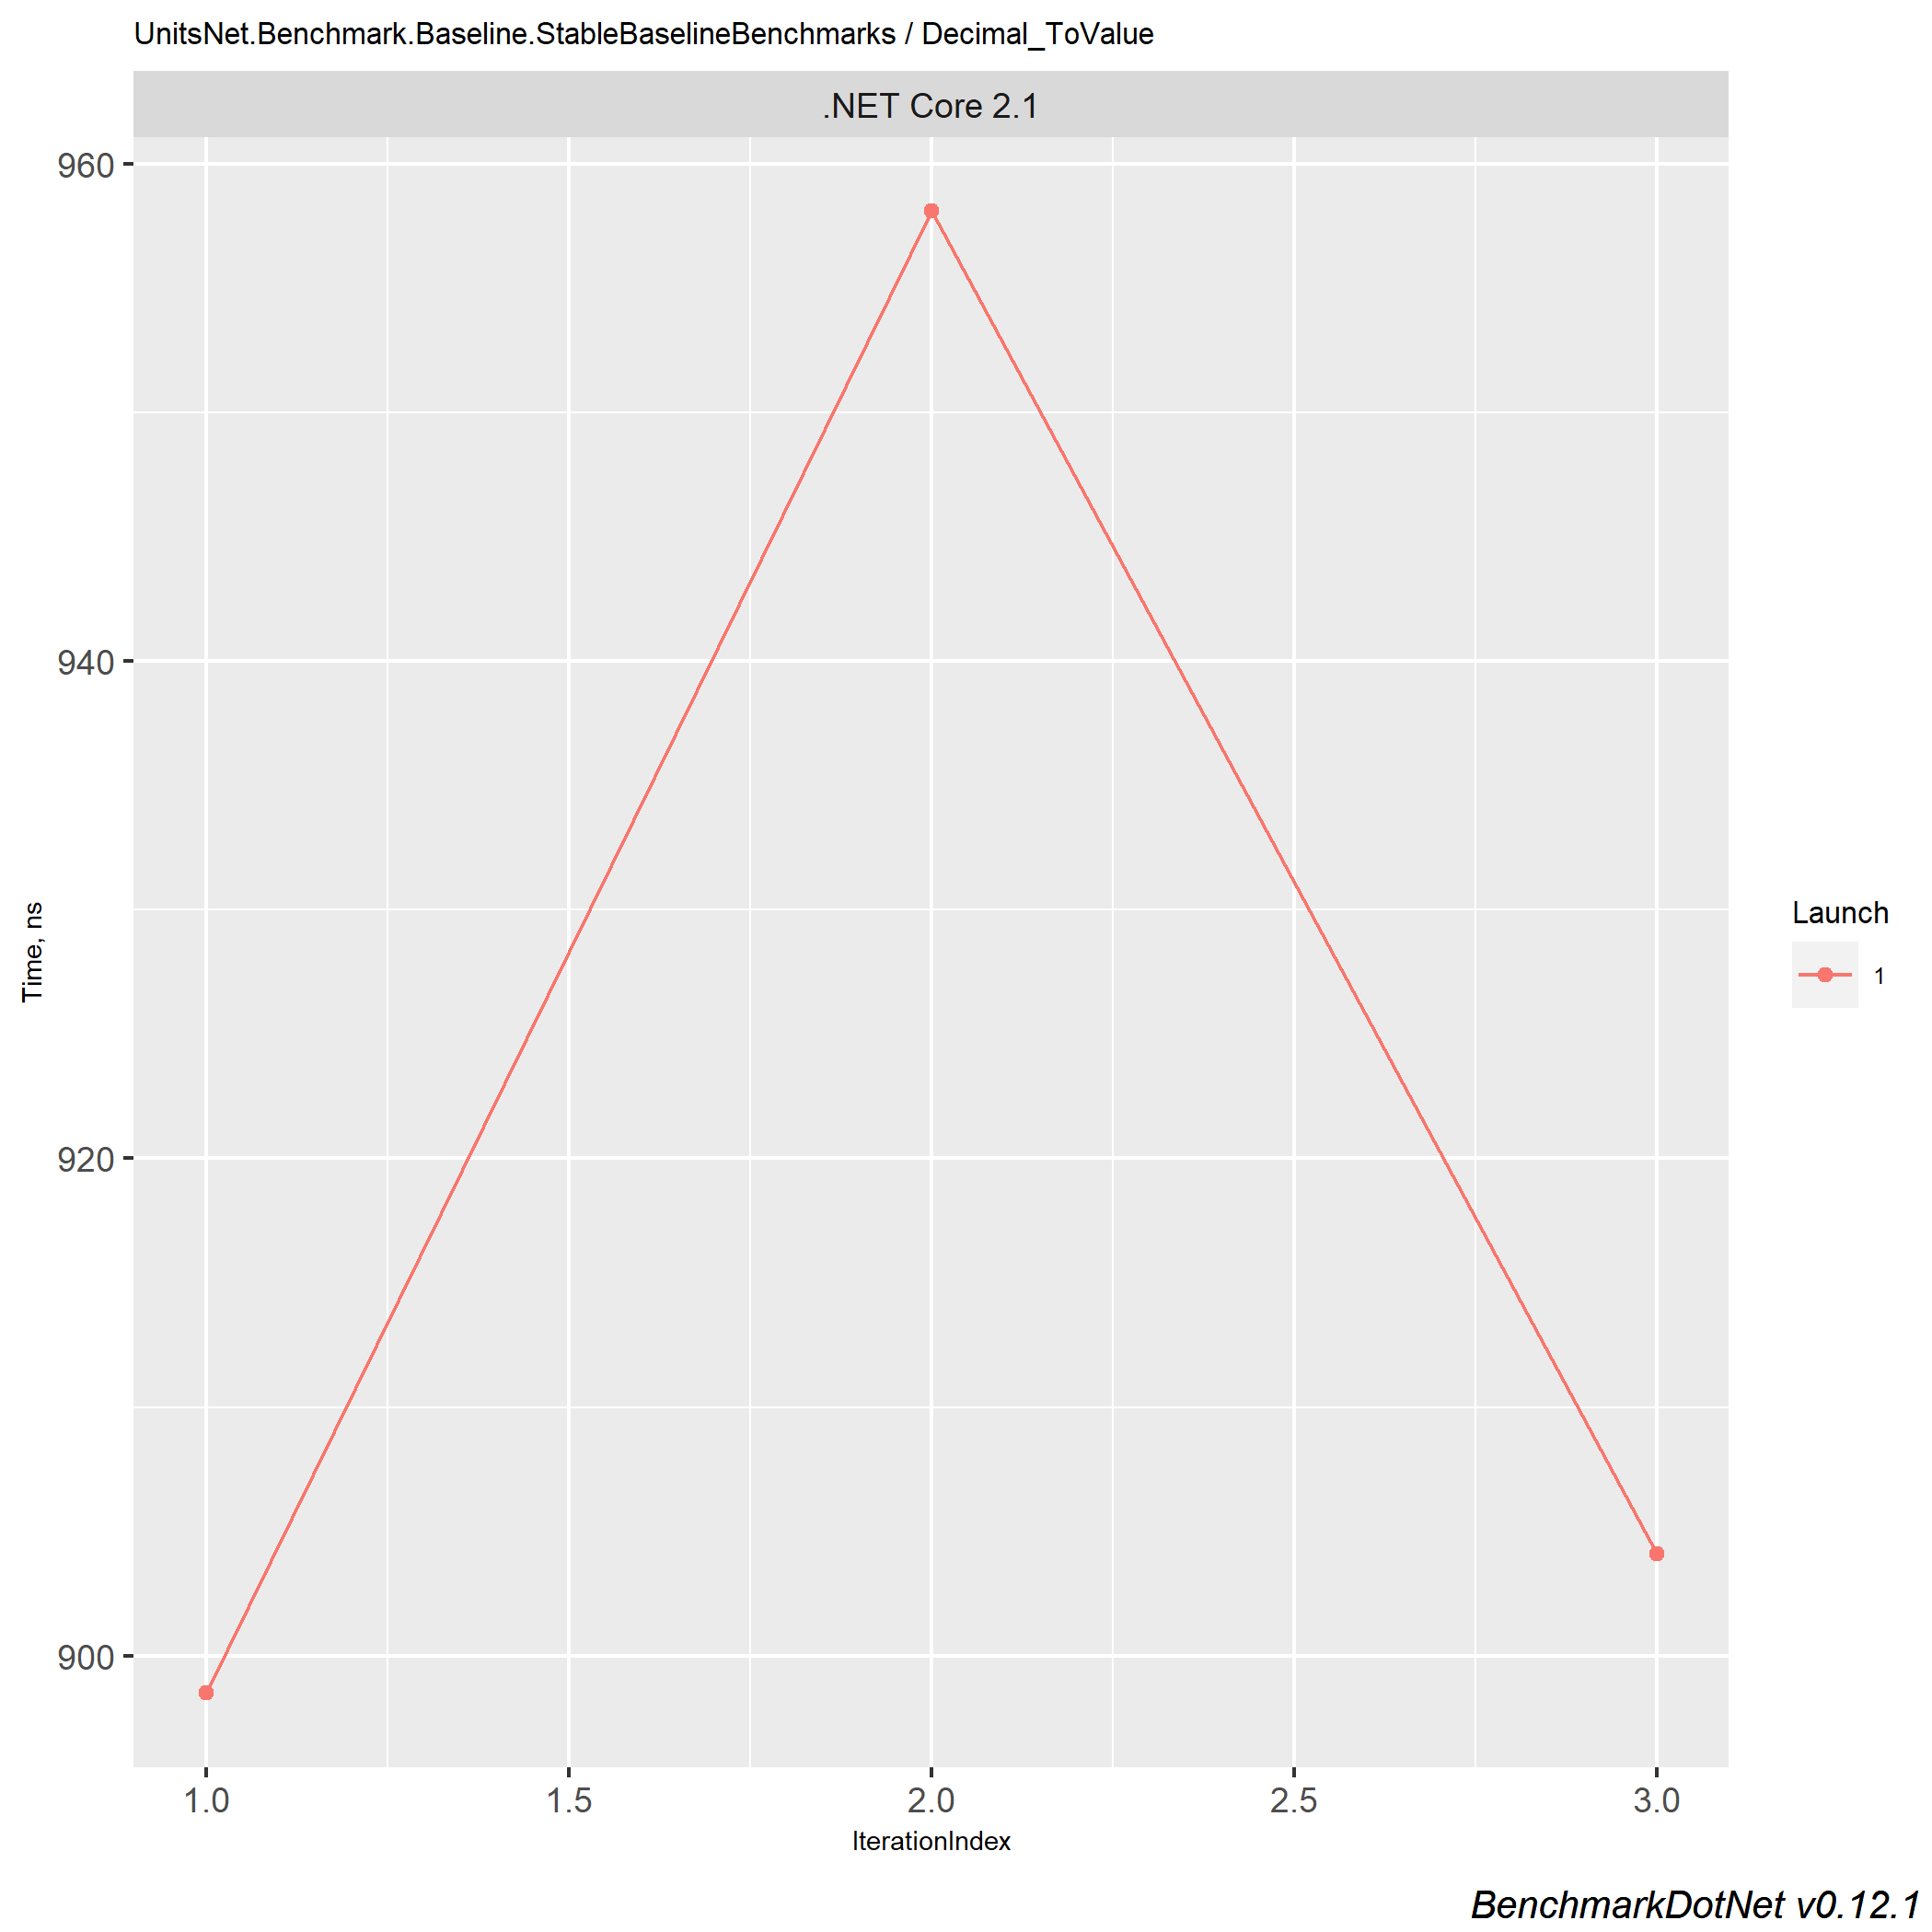 UnitsNet.Benchmark.Baseline.StableBaselineBenchmarks / Decimal_ToValue
.NET Core 2.1
960
940
920
900
Time, ns
1.0 1.5 2.0 2.5 3.0
IterationIndex
Launch
1
BenchmarkDotNet v0.12.1